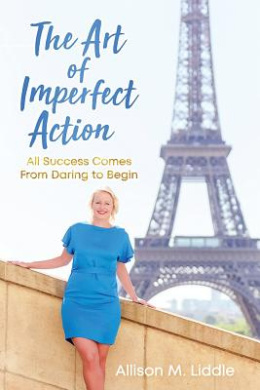 The Art
of
Imperfect
Action
All Success Comes
From Daring to Begin
Allison M. Liddle